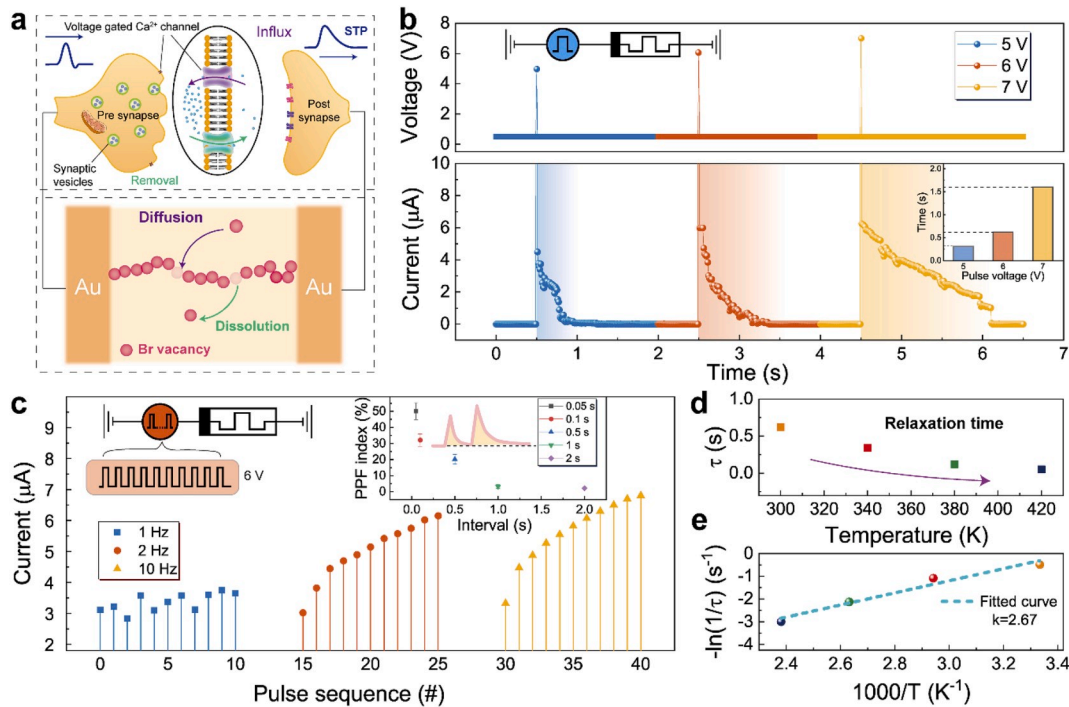 a
Voltage gated Ca²⁺ channel
Influx
STP
Pre synapse
Post
synapse
Synaptic
vesicles
Removal
Diffusion
Au
Au
Dissolution
Br vacancy
b
Voltage (V)
8
6
4
2
0
5 V
6 V
7 V
Current (μA)
10
8
6
4
2
0
Time (s)
2.0
1.5
1.0
0.5
0.0
5 6 7
Pulse voltage (V)
0 1 2 3 4 5 6 7
Time (s)
c
6 V
Current (μA)
9
8
7
6
5
4
3
2
1 Hz
2 Hz
10 Hz
PPF index (%)
50
40
30
20
10
0
0.05 s
0.1 s
0.5 s
1 s
2 s
0.0 0.5 1.0 1.5 2.0
Interval (s)
0 5 10 15 20 25 30 35 40
Pulse sequence (#)
d
τ (s)
1.0
0.5
0.0
Relaxation time
300 320 340 360 380 400 420
Temperature (K)
e
-ln(1/τ) (s⁻¹)
0
-1
-2
-3
-4
Fitted curve
k=2.67
2.4 2.6 2.8 3.0 3.2 3.4
1000/T (K⁻¹)